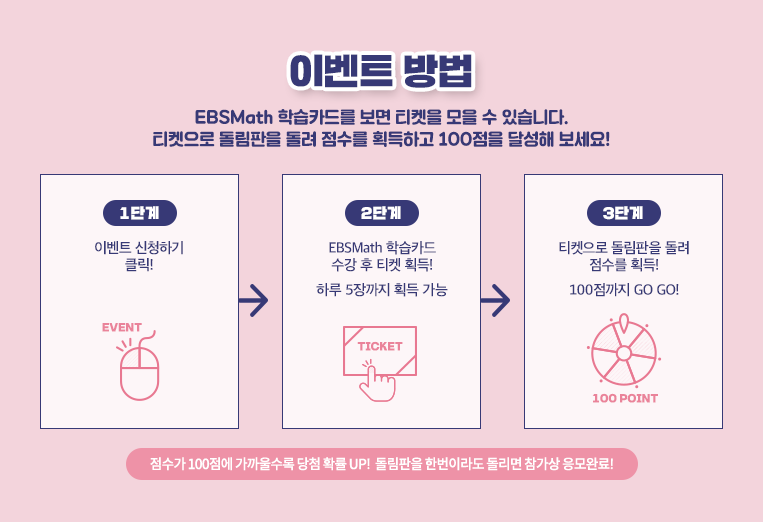 이벤트 방법
EBSMath 학습카드를 보면 티켓을 모을 수 있습니다.
티켓으로 돌림판을 돌려 점수를 획득하고 100점을 달성해 보세요!
1단계
이벤트 신청하기
클릭!
EVENT
2단계
EBSMath 학습카드
수강 후 티켓 획득!
하루 5장까지 획득 가능
TICKET
3단계
티켓으로 돌림판을 돌려
점수를 획득!
100점까지 GO GO!
100 POINT
점수가 100점에 가까울수록 당첨 확률 UP! 돌림판을 한번이라도 돌리면 참가상 응모완료!